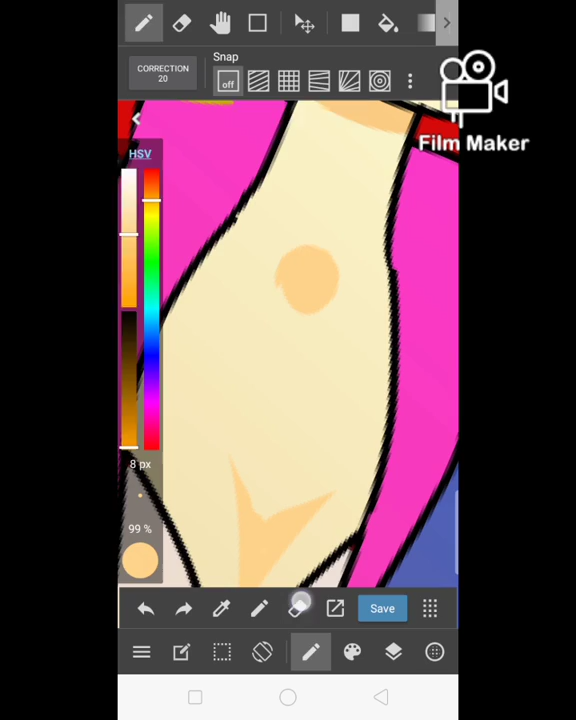 Snap
CORRECTION
20
off
Film Maker
HSV
8 px
99 %
Save